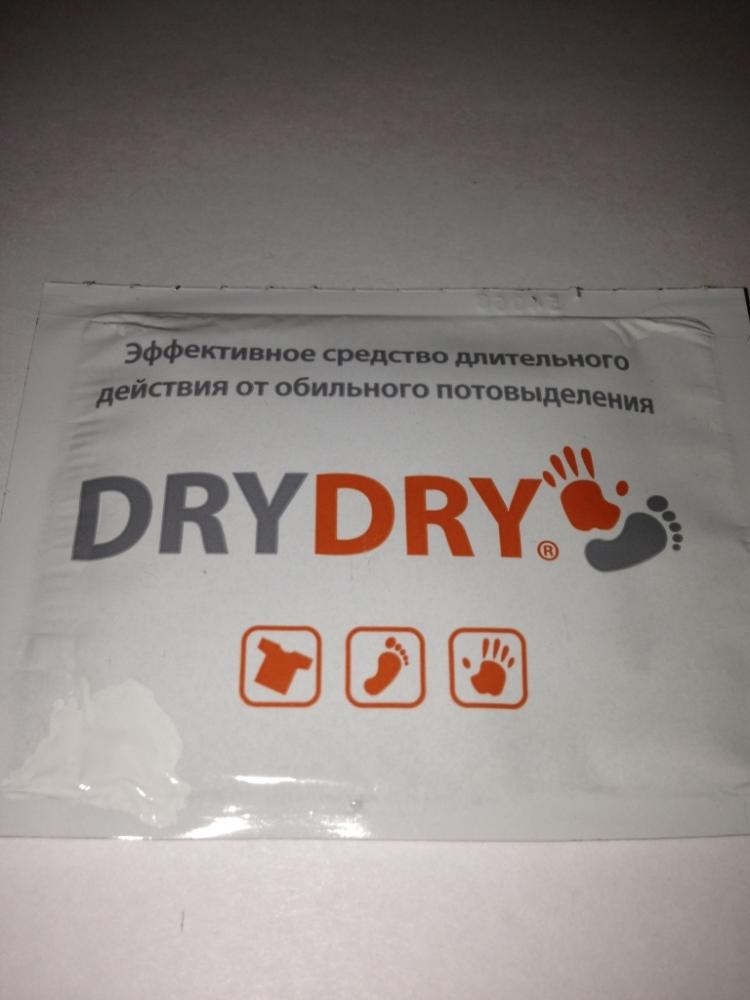 Эффективное средство длительного
действия от обильного потовыделения
DRYDRY®